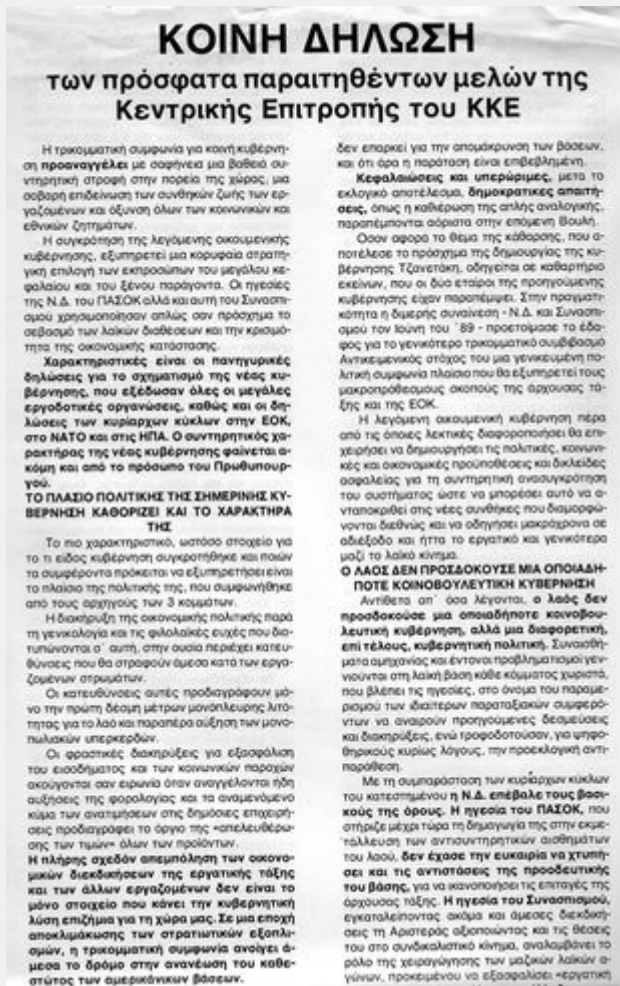 ΚΟΙΝΗ ΔΗΛΩΣΗ
των πρόσφατα παραιτηθέντων μελών της
Κεντρικής Επιτροπής του ΚΚΕ
Η τρικομματική συμφωνία για κοινή κυβέρνη-
ση προαναγγέλει με σαφήνεια μια βαθειά συ-
ντηρητική στροφή στην πορεία της χώρας, μια
σοβαρή επιδείνωση των συνθηκών ζωής των ερ-
γαζομένων και όξυνση όλων των κοινωνικών και
εθνικών ζητημάτων.
Η συγκρότηση της λεγόμενης οικουμενικής
κυβέρνησης, εξυπηρετεί μια κορυφαία στρατη-
γική επιλογή των εκπροσώπων του μεγάλου κε-
φαλαίου και του ξένου παράγοντα. Οι ηγεσίες
της Ν.Δ. του ΠΑΣΟΚ αλλά και αυτή του Συνασπι-
σμού χρησιμοποίησαν απλώς σαν πρόσχημα το
σεβασμό των λαϊκών διαθέσεων και την κρισιμό-
τητα της οικονομικής κατάστασης.
Χαρακτηριστικές είναι οι πανηγυρικές
δηλώσεις για το σχηματισμό της νέας κυ-
βέρνησης, που εξέδωσαν όλες οι μεγάλες
εργοδοτικές οργανώσεις, καθώς και οι δη-
λώσεις των κυρίαρχων κύκλων στην ΕΟΚ,
στο ΝΑΤΟ και στις ΗΠΑ. Ο συντηρητικός χα-
ρακτήρας της νέας κυβέρνησης φαίνεται α-
κόμη και από το πρόσωπο του Πρωθυπουρ-
γού.
ΤΟ ΠΛΑΣΙΟ ΠΟΛΙΤΙΚΗΣ ΤΗΣ ΣΗΜΕΡΙΝΗΣ ΚΥ-
ΒΕΡΝΗΣΗ ΚΑΘΟΡΙΖΕΙ ΚΑΙ ΤΟ ΧΑΡΑΚΤΗΡΑ
ΤΗΣ
Το πιο χαρακτηριστικό, ωστόσο στοιχείο για
το τι είδος κυβέρνηση συγκροτήθηκε και ποιών
τα συμφέροντα πρόκειται να εξυπηρετήσει είναι
το πλαίσιο της πολιτικής της, που συμφωνήθηκε
από τους αρχηγούς των 3 κομμάτων.
Η διακήρυξη της οικονομικής πολιτικής παρά
τη γενικολογία και τις φιλολαϊκές ευχές που δια-
τυπώνονται σ' αυτή, στην ουσία περιέχει κατευ-
θύνσεις που θα στραφούν άμεσα κατά των εργα-
ζομένων στρωμάτων.
Οι κατευθύνσεις αυτές προδιαγράφουν μό-
νο την πρώτη δέσμη μέτρων μονόπλευρης λιτό-
τητας για το λαό και παραπέρα αύξηση των μονο-
πωλιακών υπερκερδών.
Οι φραστικές διακηρύξεις για εξασφάλιση
του εισοδήματος και των κοινωνικών παροχών
ακούγονται σαν ειρωνία όταν αναγγέλονται ήδη
αυξήσεις της φορολογίας και το αναμενόμενο
κύμα των ανατιμήσεων στις δημόσιες επιχειρή-
σεις προδιαγράφει το όργιο της «απελευθέρω-
σης των τιμών» όλων των προϊόντων.
Η πλήρης σχεδόν απεμπόληση των οικονο-
μικών διεκδικήσεων της εργατικής τάξης
και των άλλων εργαζομένων δεν είναι το
μόνο στοιχείο που κάνει την κυβερνητική
λύση επιζήμια για τη χώρα μας. Σε μια εποχή
αποκλιμάκωσης των στρατιωτικών εξοπλι-
σμών, η τρικομματική συμφωνία ανοίγει ά-
μεσα το δρόμο στην ανανέωση του καθε-
στώτος των αμερικάνικων βάσεων.
δεν επαρκεί για την απομάκρυνση των βάσεων,
και ότι άρα η παράταση είναι επιβεβλημένη.
Κεφαλαιώσεις και υπερώριμες, μετά το
εκλογικό αποτέλεσμα, δημοκρατικές απαιτή-
σεις, όπως η καθιέρωση της απλής αναλογικής,
παραπέμπονται αόριστα στην επόμενη Βουλή.
Όσον αφορά το θέμα της κάθαρσης, που α-
ποτέλεσε το πρόσχημα της δημιουργίας της κυ-
βέρνησης Τζανετάκη, οδηγείται σε καθαρτήριο
εκείνων, που οι δύο εταίροι της προηγούμενης
κυβέρνησης είχαν παραπέμψει. Στην πραγματι-
κότητα η διμερής συναίνεση - Ν.Δ. και Συνασπι-
σμού τον Ιούνη του '89 - προετοίμασε το έδα-
φος για το γενικότερο τρικομματικό συμβιβασμό
Αντικειμενικός στόχος του μια γενικευμένη πο-
λιτική συμφωνία πλαίσιο που θα εξυπηρετεί τους
μακροπρόθεσμους σκοπούς της άρχουσας τά-
ξης και της ΕΟΚ.
Η λεγόμενη οικουμενική κυβέρνηση πέρα
από τις όποιες λεκτικές διαφοροποιήσει θα επι-
χειρήσει να δημιουργήσει τις πολιτικές, κοινωνι-
κές και οικονομικές προϋποθέσεις και δικλείδες
ασφαλείας για τη συντηρητική ανασυγκρότηση
του συστήματος ώστε να μπορέσει αυτό να α-
νταποκριθεί στις νέες συνθήκες που διαμορφώ-
νονται διεθνώς και να οδηγήσει μακρόχρονα σε
αδιέξοδο και ήττα το εργατικό και γενικότερα
μαζί το λαϊκό κίνημα.
Ο ΛΑΟΣ ΔΕΝ ΠΡΟΣΔΟΚΟΥΣΕ ΜΙΑ ΟΠΟΙΑΔΗ-
ΠΟΤΕ ΚΟΙΝΟΒΟΥΛΕΥΤΙΚΗ ΚΥΒΕΡΝΗΣΗ
Αντίθετα απ' όσα λέγονται, ο λαός δεν
προσδοκούσε μια οποιαδήποτε κοινοβου-
λευτική κυβέρνηση, αλλά μια διαφορετική,
επί τέλους, κυβερνητική πολιτική. Συναισθή-
ματα αμηχανίας και έντονοι προβληματισμοί γεν-
νιούνται στη λαϊκή βάση κάθε κόμματος χωριστά,
που βλέπει τις ηγεσίες, στο όνομα του παραμε-
ρισμού των ιδιαίτερων παραταξιακών συμφερό-
ντων να αναιρούν προηγούμενες δεσμεύσεις
και διακηρύξεις, ενώ τροφοδοτούσαν, για ψηφο-
θηρικούς κυρίως λόγους, την προεκλογική αντι-
παράθεση.
Με τη συμπαράσταση των κυρίαρχων κύκλων
του κατεστημένου η Ν.Δ. επέβαλε τους βασι-
κούς της όρους. Η ηγεσία του ΠΑΣΟΚ, που
στήριζε μέχρι τώρα τη δημαγωγία της στην εκμε-
τάλλευση των αντισυντηρητικών αισθημάτων
του λαού, δεν έχασε την ευκαιρία να χτυπή-
σει και τις αντιστάσεις της προοδευτικής
του βάσης, για να ικανοποιήσει τις επιταγές της
άρχουσας τάξης. Η ηγεσία του Συνασπισμού,
εγκαταλείποντας ακόμα και άμεσες διεκδική-
σεις τη Αριστεράς αξιοποιώντας και τις θέσεις
του στο συνδικαλιστικό κίνημα, αναλαμβάνει το
ρόλο της χειραγώγησης των μαζικών λαϊκών α-
γώνων, προκειμένου να εξασφαλίσει «εργατική